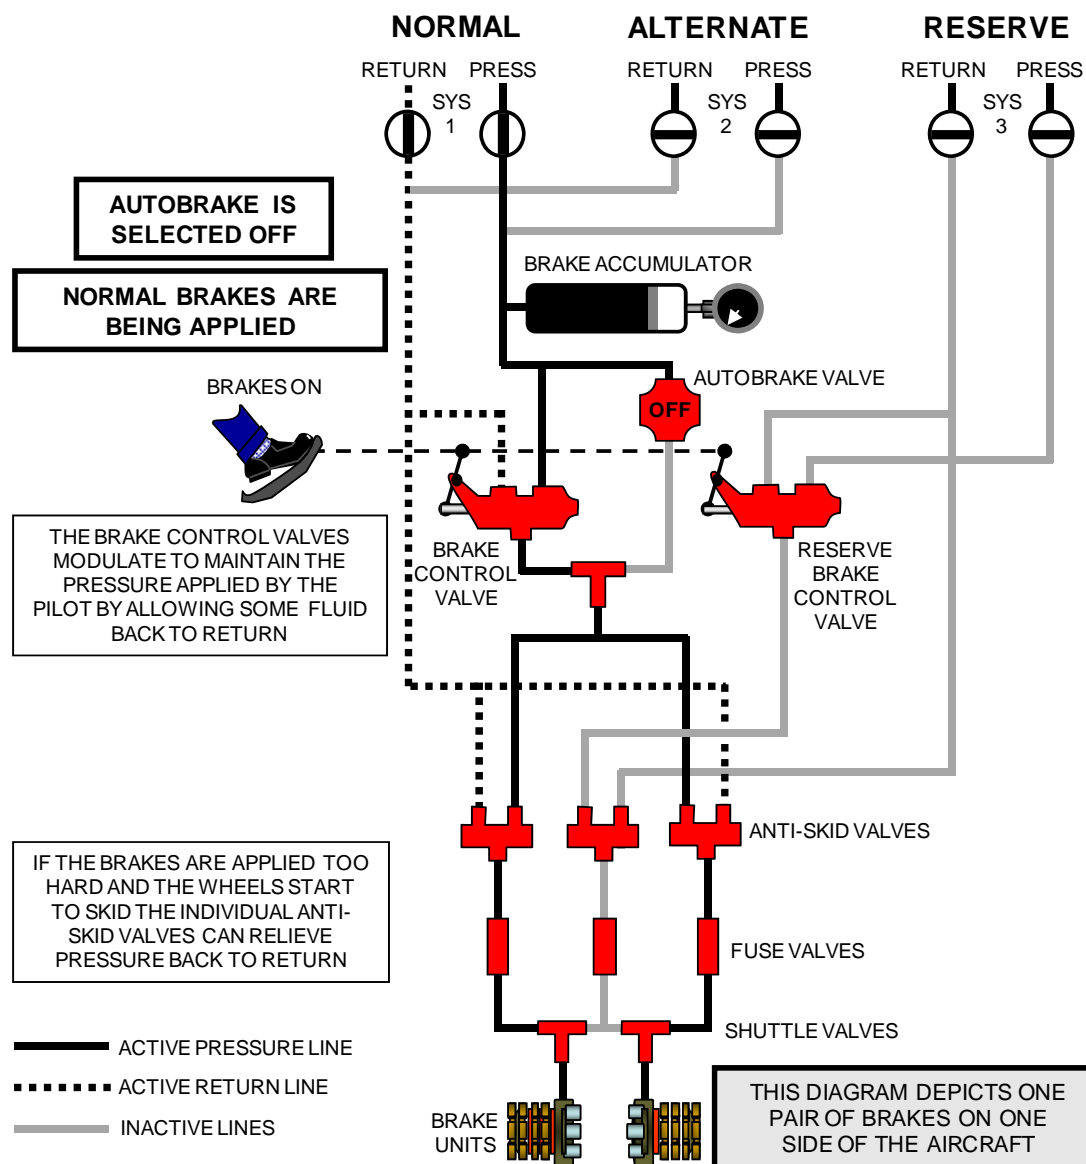 NORMAL ALTERNATE RESERVE
RETURN PRESS RETURN PRESS RETURN PRESS
SYS 1
SYS 2
SYS 3
AUTOBRAKE IS
SELECTED OFF
BRAKE ACCUMULATOR
NORMAL BRAKES ARE
BEING APPLIED
BRAKES ON
AUTOBRAKE VALVE
OFF
THE BRAKE CONTROL VALVES
MODULATE TO MAINTAIN THE
PRESSURE APPLIED BY THE
PILOT BY ALLOWING SOME FLUID
BACK TO RETURN
BRAKE
CONTROL
VALVE
RESERVE
BRAKE
CONTROL
VALVE
ANTI-SKID VALVES
IF THE BRAKES ARE APPLIED TOO
HARD AND THE WHEELS START
TO SKID THE INDIVIDUAL ANTI-
SKID VALVES CAN RELIEVE
PRESSURE BACK TO RETURN
FUSE VALVES
SHUTTLE VALVES
ACTIVE PRESSURE LINE
ACTIVE RETURN LINE
INACTIVE LINES
BRAKE
UNITS
THIS DIAGRAM DEPICTS ONE
PAIR OF BRAKES ON ONE
SIDE OF THE AIRCRAFT